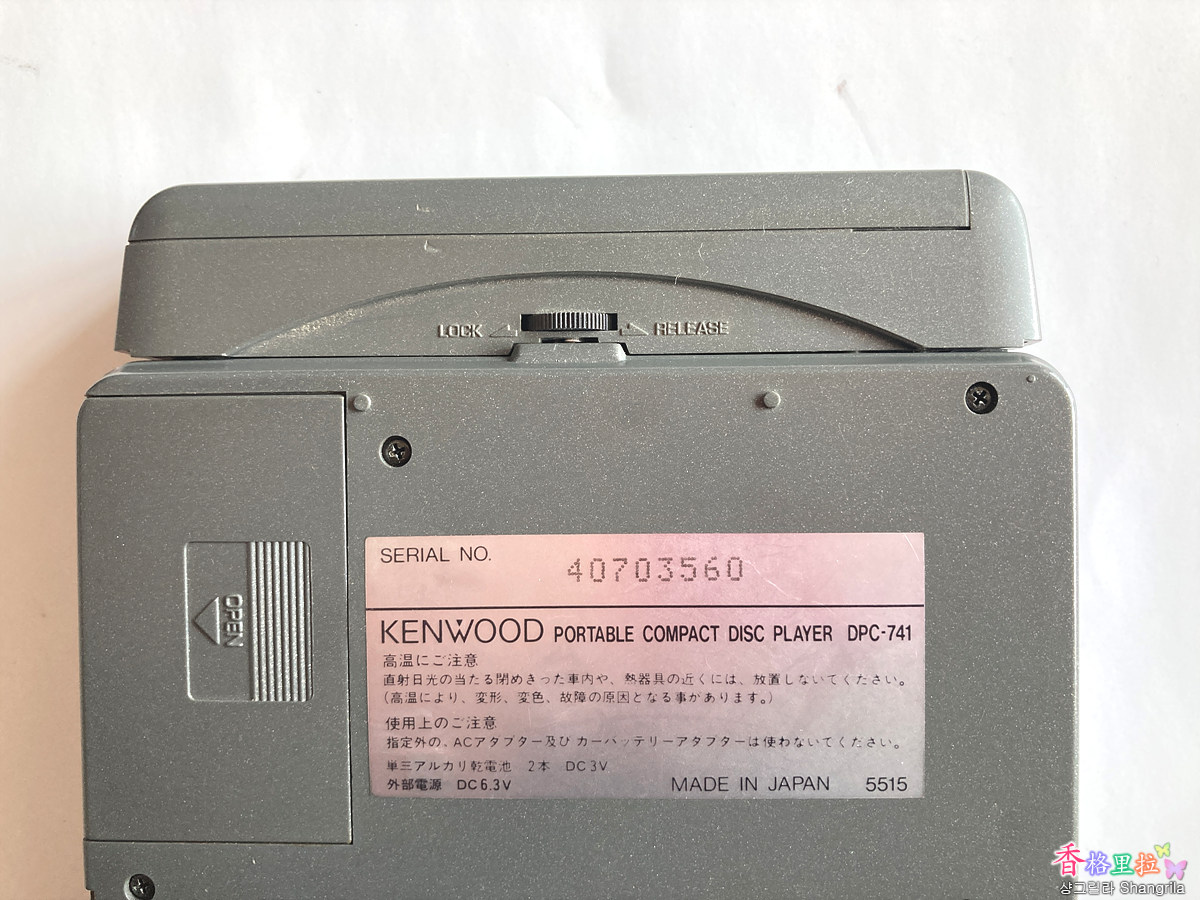 LOCK RELEASE
OPEN
SERIAL NO. 40703560
KENWOOD PORTABLE COMPACT DISC PLAYER DPC-741
高温にご注意
直射日光の当たる閉めきった車内や、熱器具の近くには、放置しないてください。
(高温により、変形、変色、故障の原因となる事があります。)
使用上のご注意
指定外の、ACアタプター及び カーバッテリーアタプターは使わないてください。
単三アルカリ乾電池 2本 DC3V
外部電源 DC6.3V
MADE IN JAPAN 5515
香格里拉
샹그릴라 Shangrila